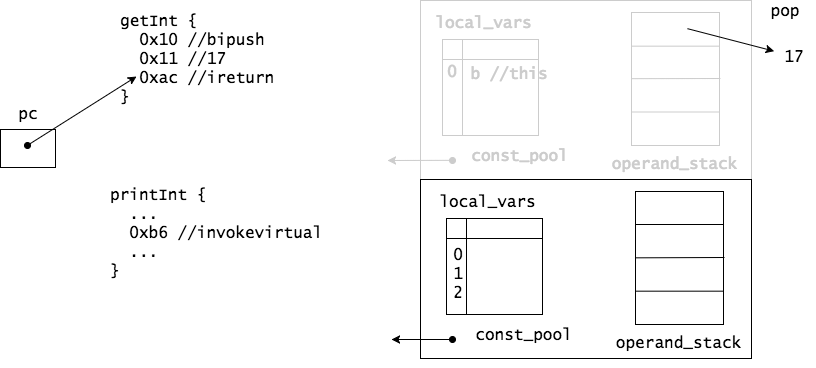 getInt {
0x10 //bipush
0x11 //17
0xac //ireturn
}
pc
printInt {
...
0xb6 //invokevirtual
...
}
local_vars
0 b //this
const_pool
operand_stack
pop
17
local_vars
0
1
2
const_pool
operand_stack